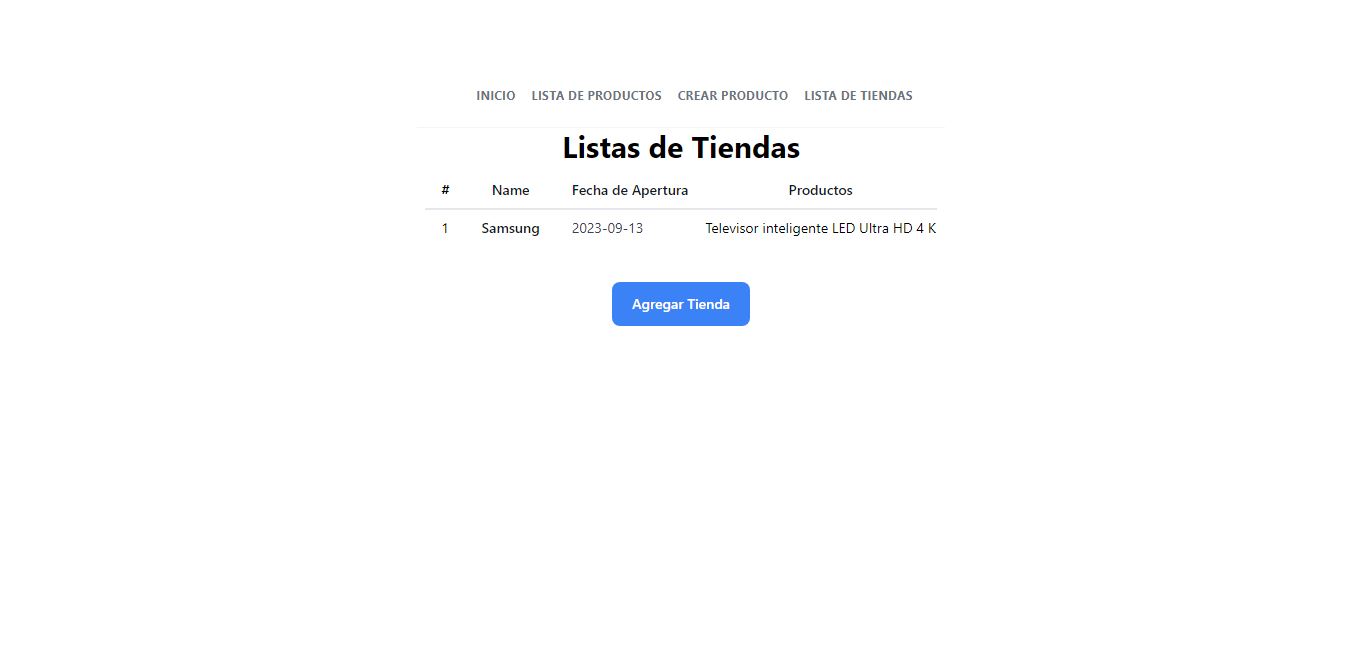 INICIO LISTA DE PRODUCTOS CREAR PRODUCTO LISTA DE TIENDAS
Listas de Tiendas
# Name Fecha de Apertura Productos
1 Samsung 2023-09-13 Televisor inteligente LED Ultra HD 4 K
Agregar Tienda